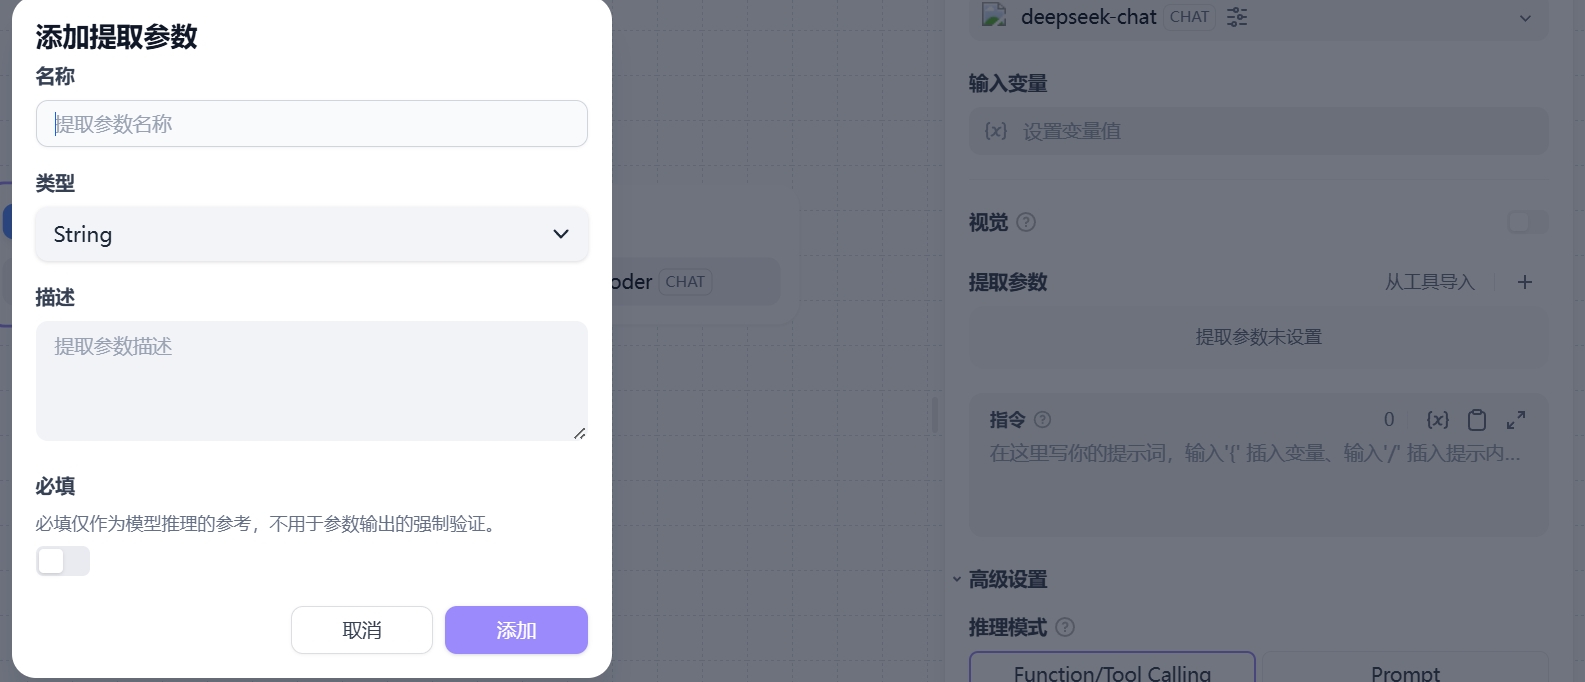 添加提取参数
名称
提取参数名称
类型
String
描述
提取参数描述
必填
必填仅作为模型推理的参考，不用于参数输出的强制验证。
取消
添加
oder CHAT
deepseek-chat CHAT
输入变量
{x} 设置变量值
视觉 ?
提取参数
从工具导入 +
提取参数未设置
指令 ?
0 {x}
在这里写你的提示词，输入'{' 插入变量、输入'/' 插入提示内...
高级设置
推理模式 ?
Function/Tool Calling
Prompt